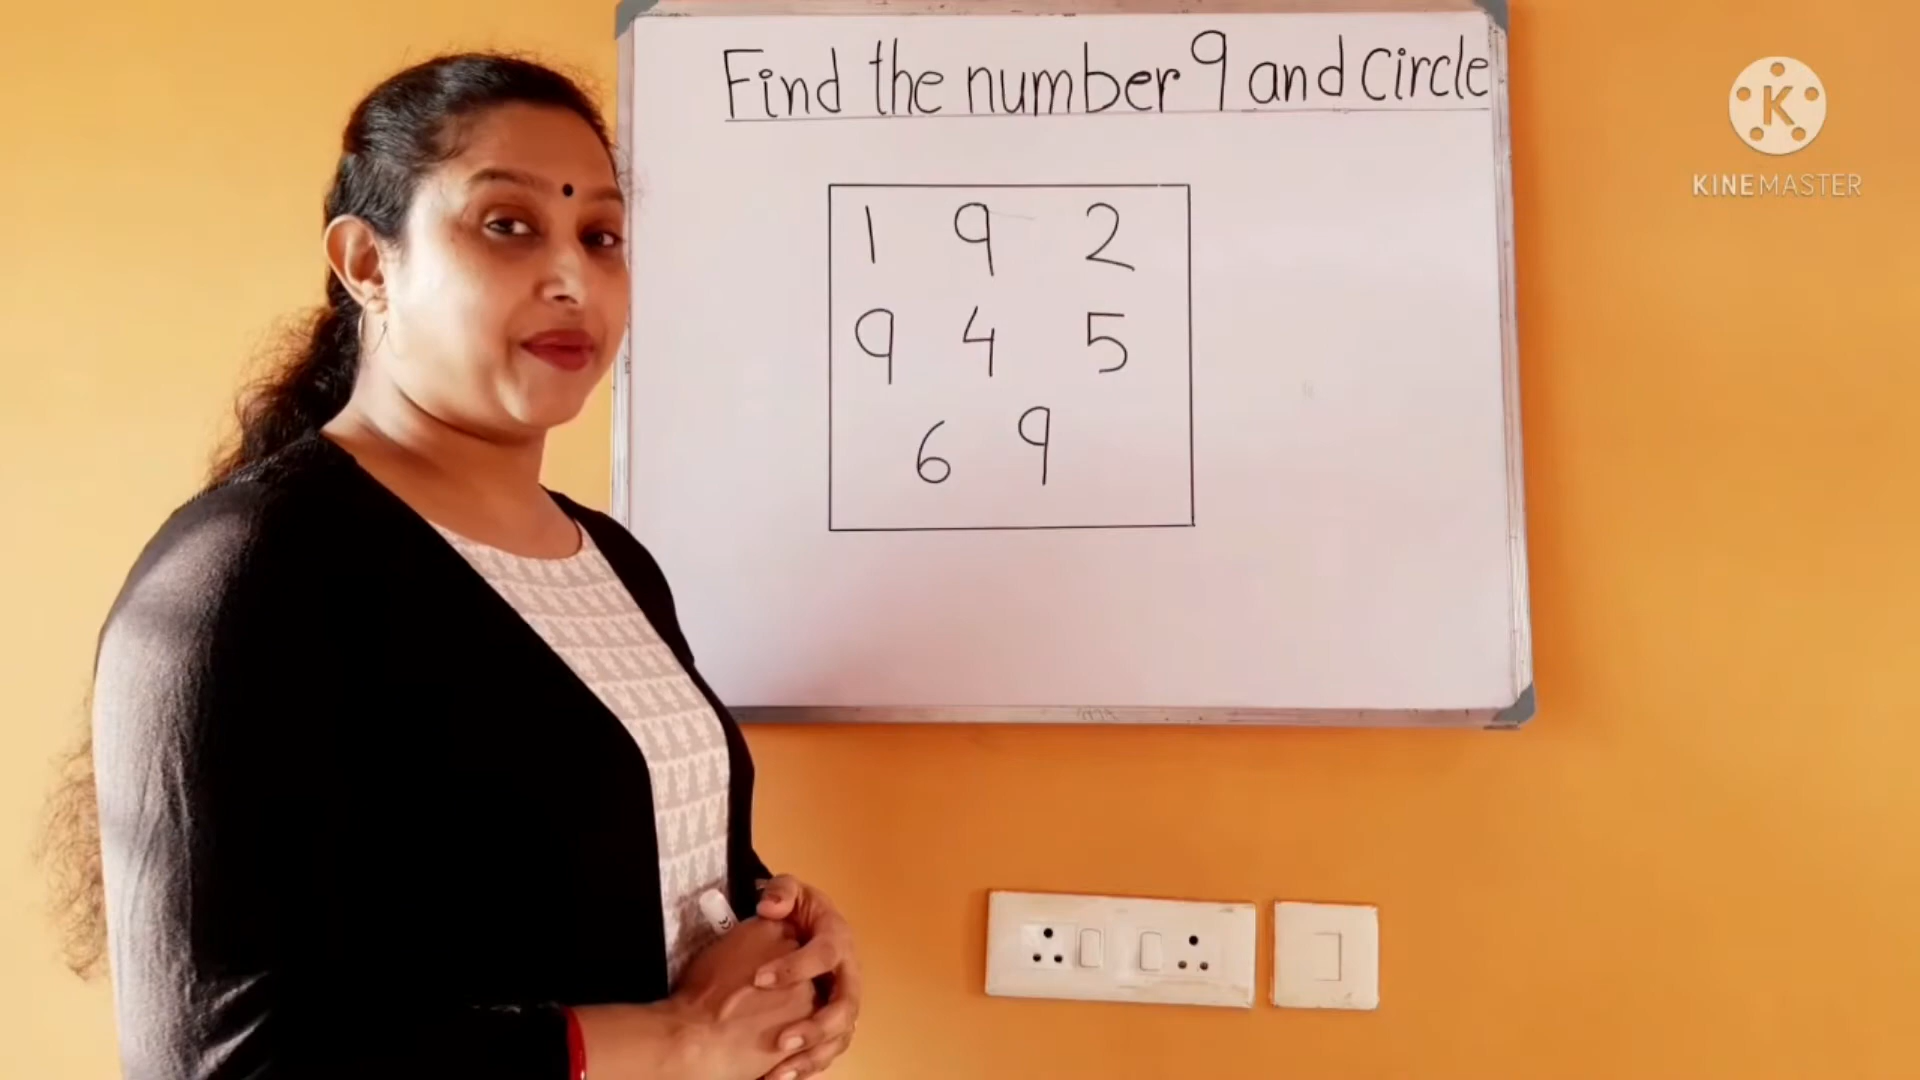 Find the number 9 and Circle
1 9 2
9 4 5
6 9
K
KINEMASTER